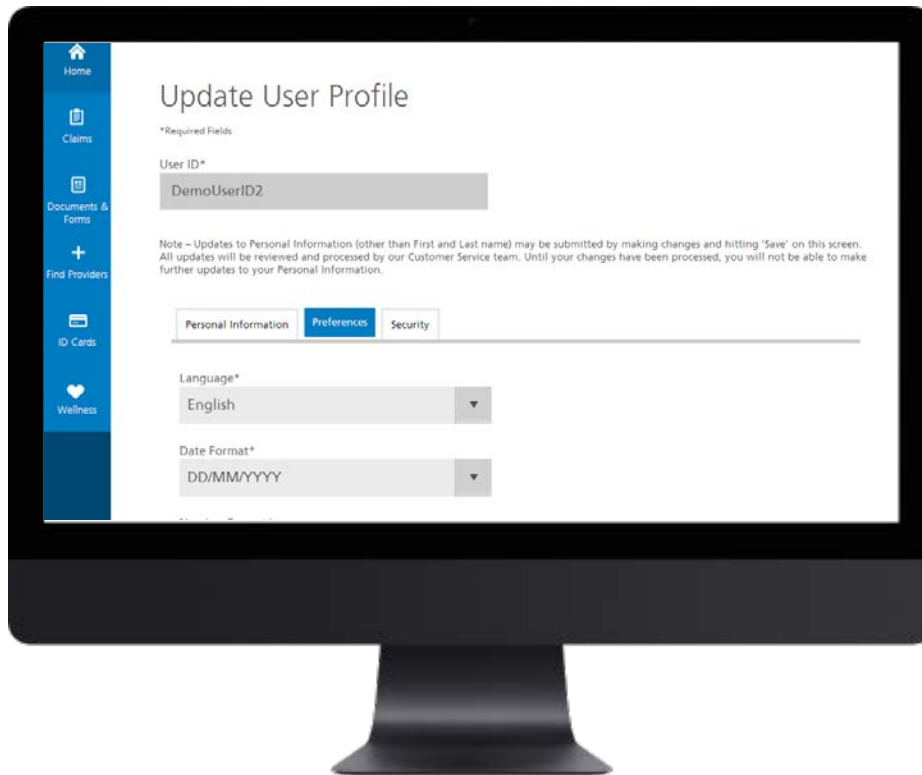 Home
Claims
Documents &
Forms
Find Providers
ID Cards
Wellness
Update User Profile
*Required Fields
User ID*
DemoUserID2
Note – Updates to Personal Information (other than First and Last name) may be submitted by making changes and hitting 'Save' on this screen.
All updates will be reviewed and processed by our Customer Service team. Until your changes have been processed, you will not be able to make
further updates to your Personal Information.
Personal Information Preferences Security
Language*
English
Date Format*
DD/MM/YYYY